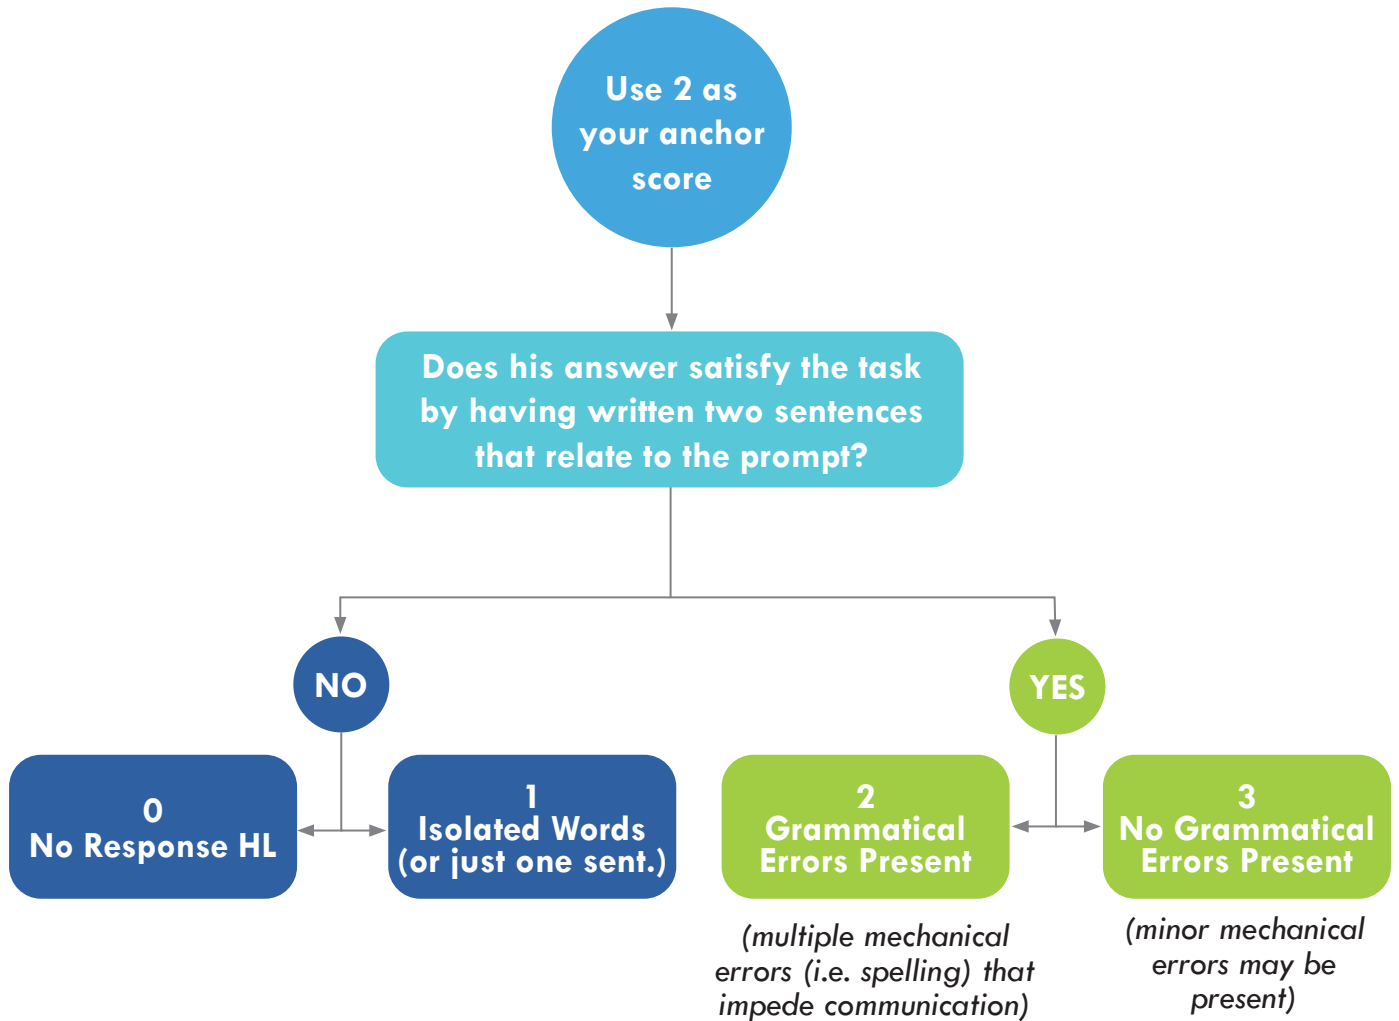 Use 2 as
your anchor
score
Does his answer satisfy the task
by having written two sentences
that relate to the prompt?
NO
YES
0
No Response HL
1
Isolated Words
(or just one sent.)
2
Grammatical
Errors Present
3
No Grammatical
Errors Present
(multiple mechanical
errors (i.e. spelling) that
impede communication)
(minor mechanical
errors may be
present)